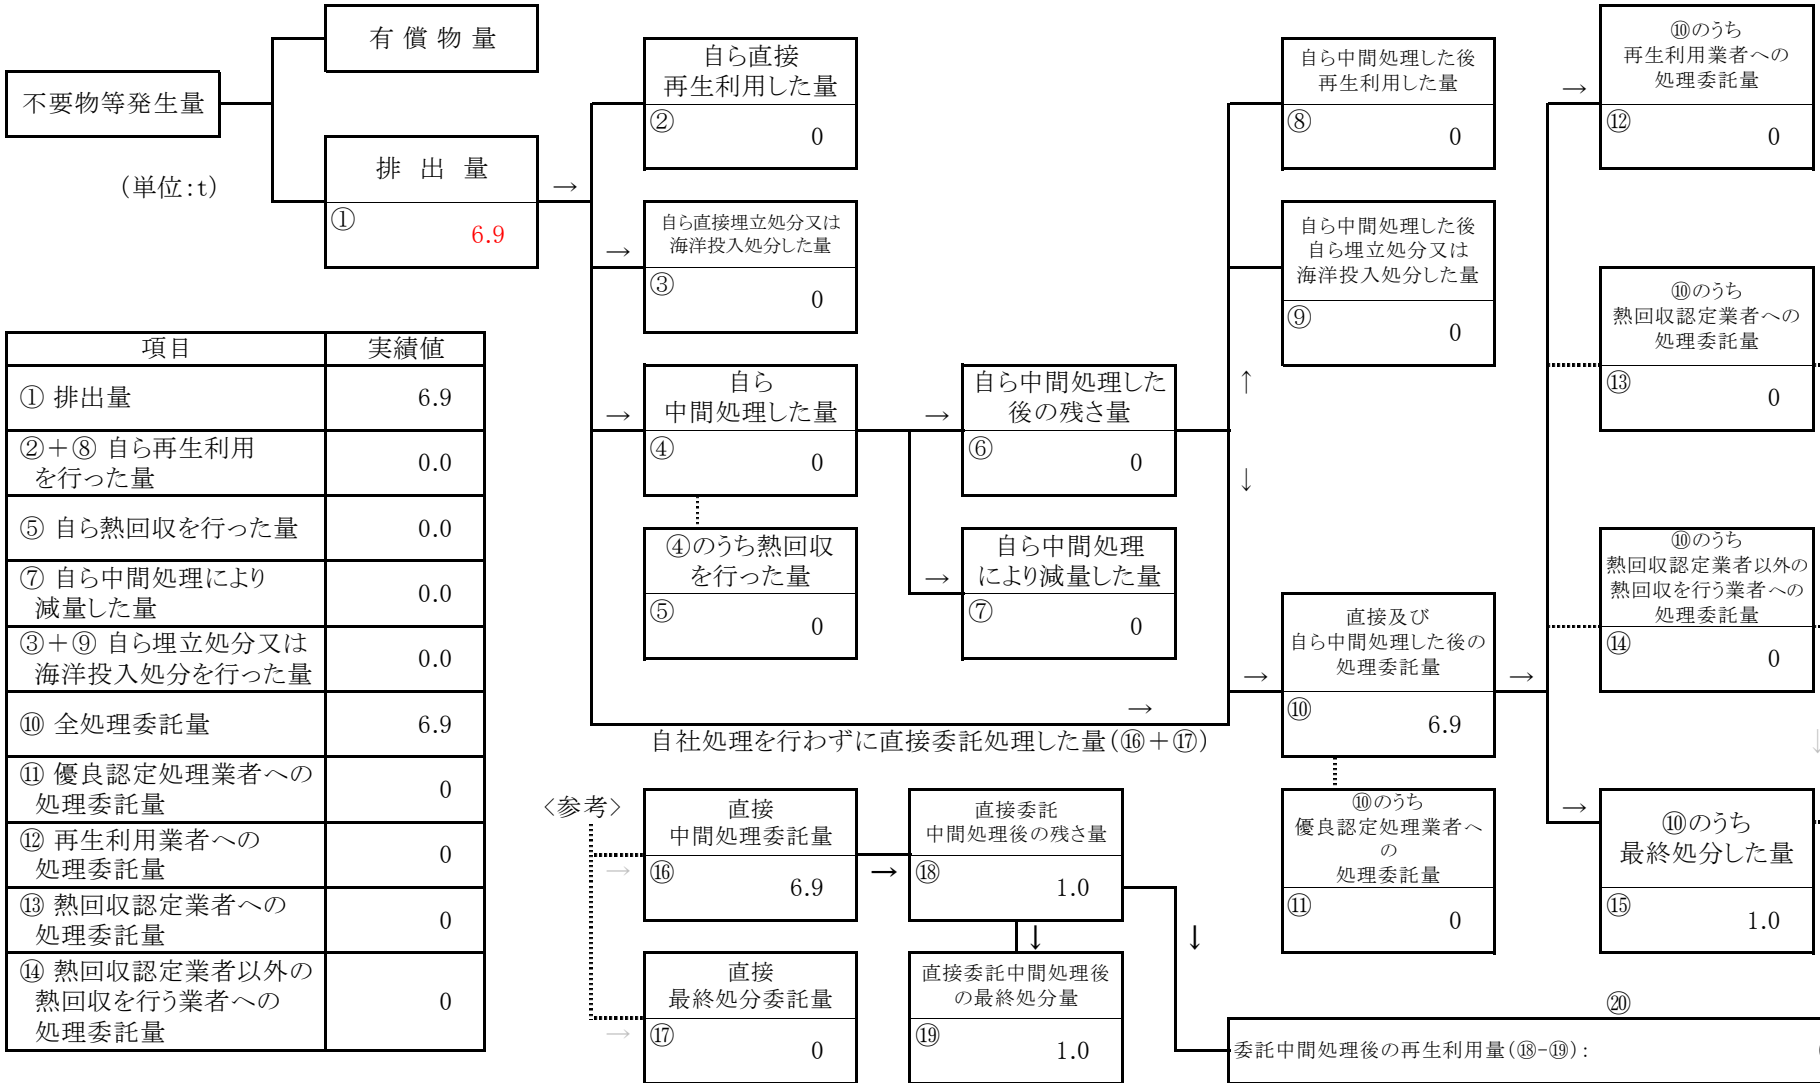 不要物等発生量
(単位:t)
有 償 物 量
排 出 量
→
①
6.9
自ら直接
再生利用した量
②
0
→
自ら直接埋立処分又は
海洋投入処分した量
③
0
→
自ら
中間処理した量
④
0
④のうち熱回収
を行った量
⑤
0
→
自ら中間処理した
後の残さ量
⑥
0
→
自ら中間処理
により減量した量
⑦
0
自ら中間処理した後
再生利用した量
⑧
0
自ら中間処理した後
自ら埋立処分又は
海洋投入処分した量
⑨
0
↑
↓
→
直接及び
自ら中間処理した後の
処理委託量
⑩
6.9
→
⑩のうち
優良認定処理業者へ
の
処理委託量
⑪
0
→
⑩のうち
再生利用業者への
処理委託量
⑫
0
⑩のうち
熱回収認定業者への
処理委託量
⑬
0
⑩のうち
熱回収認定業者以外の
熱回収を行う業者への
処理委託量
⑭
0
↓
→
⑩のうち
最終処分した量
⑮
1.0
→
自社処理を行わずに直接委託処理した量(⑯+⑰)
項目 実績値
① 排出量 6.9
②+⑧ 自ら再生利用
を行った量 0.0
⑤ 自ら熱回収を行った量 0.0
⑦ 自ら中間処理により
減量した量 0.0
③+⑨ 自ら埋立処分又は
海洋投入処分を行った量 0.0
⑩ 全処理委託量 6.9
⑪ 優良認定処理業者への
処理委託量 0
⑫ 再生利用業者への
処理委託量 0
⑬ 熱回収認定業者への
処理委託量 0
⑭ 熱回収認定業者以外の
熱回収を行う業者への
処理委託量 0
〈参考〉
→
直接
中間処理委託量
⑯
6.9
→
直接委託
中間処理後の残さ量
⑱
1.0
↓
↓
→
直接
最終処分委託量
⑰
0
直接委託中間処理後
の最終処分量
⑲
1.0
⑳
委託中間処理後の再生利用量(⑱-⑲):